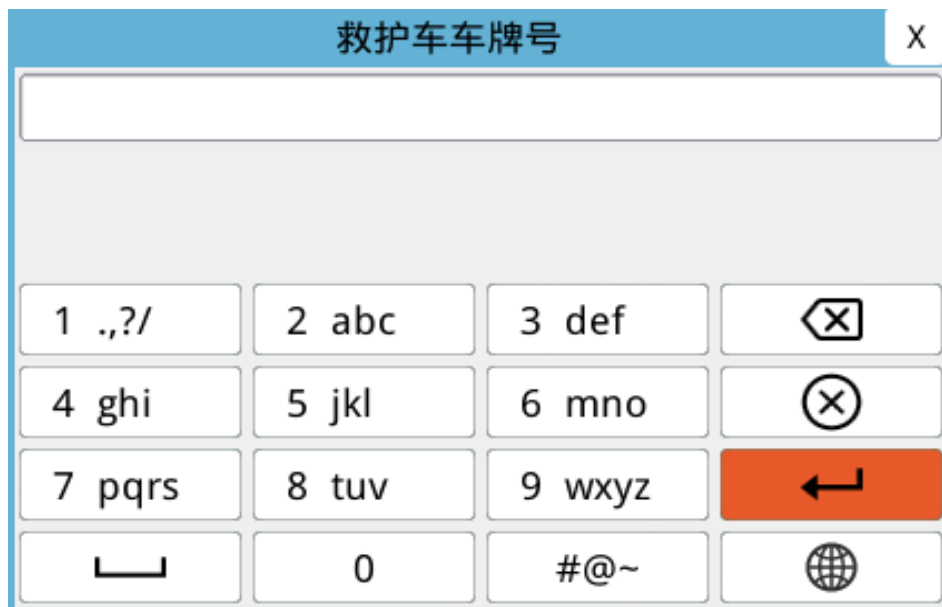 救护车车牌号 X
1 .,?/ 2 abc 3 def
4 ghi 5 jkl 6 mno
7 pqrs 8 tuv 9 wxyz
0 #@~